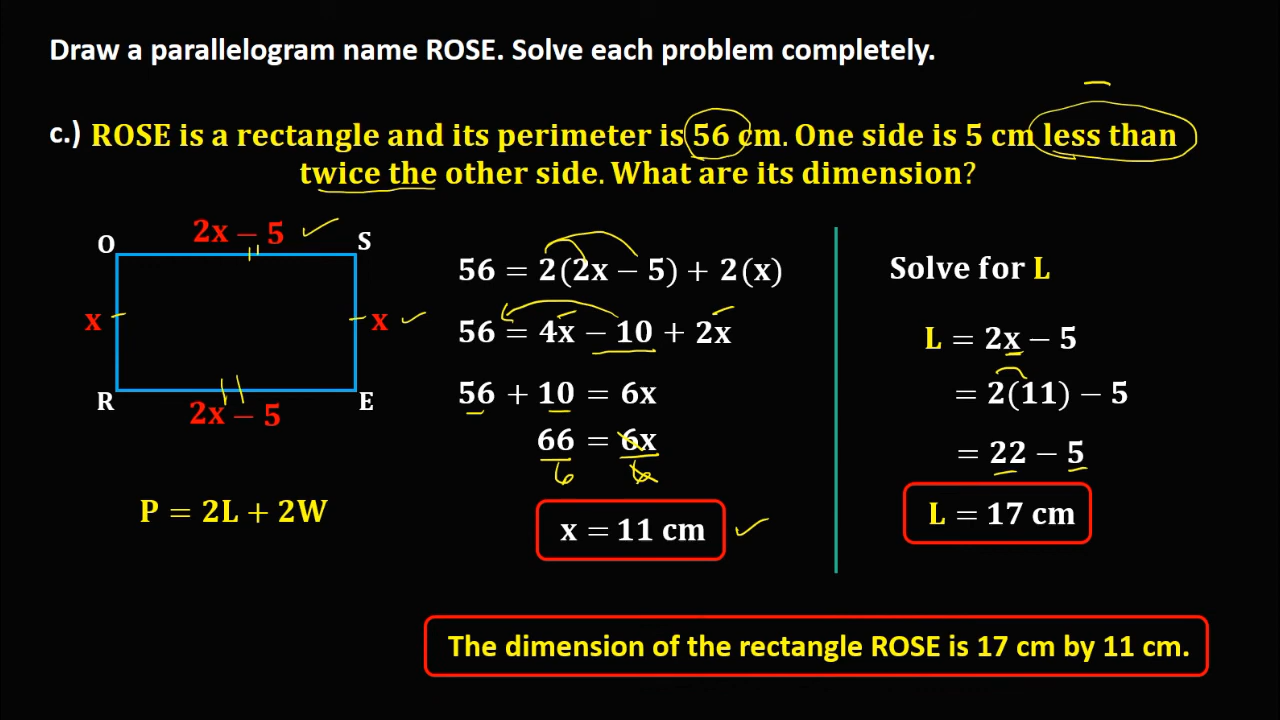 Draw a parallelogram name ROSE. Solve each problem completely.
c.) ROSE is a rectangle and its perimeter is 56 cm. One side is 5 cm less than
twice the other side. What are its dimension?
2x − 5
O
S
x
x
R
E
2x − 5
P = 2L + 2W
56 = 2(2x − 5) + 2(x)
56 = 4x − 10 + 2x
56 + 10 = 6x
66 = 6x
6 6
x = 11 cm
Solve for L
L = 2x − 5
= 2(11) − 5
= 22 − 5
L = 17 cm
The dimension of the rectangle ROSE is 17 cm by 11 cm.